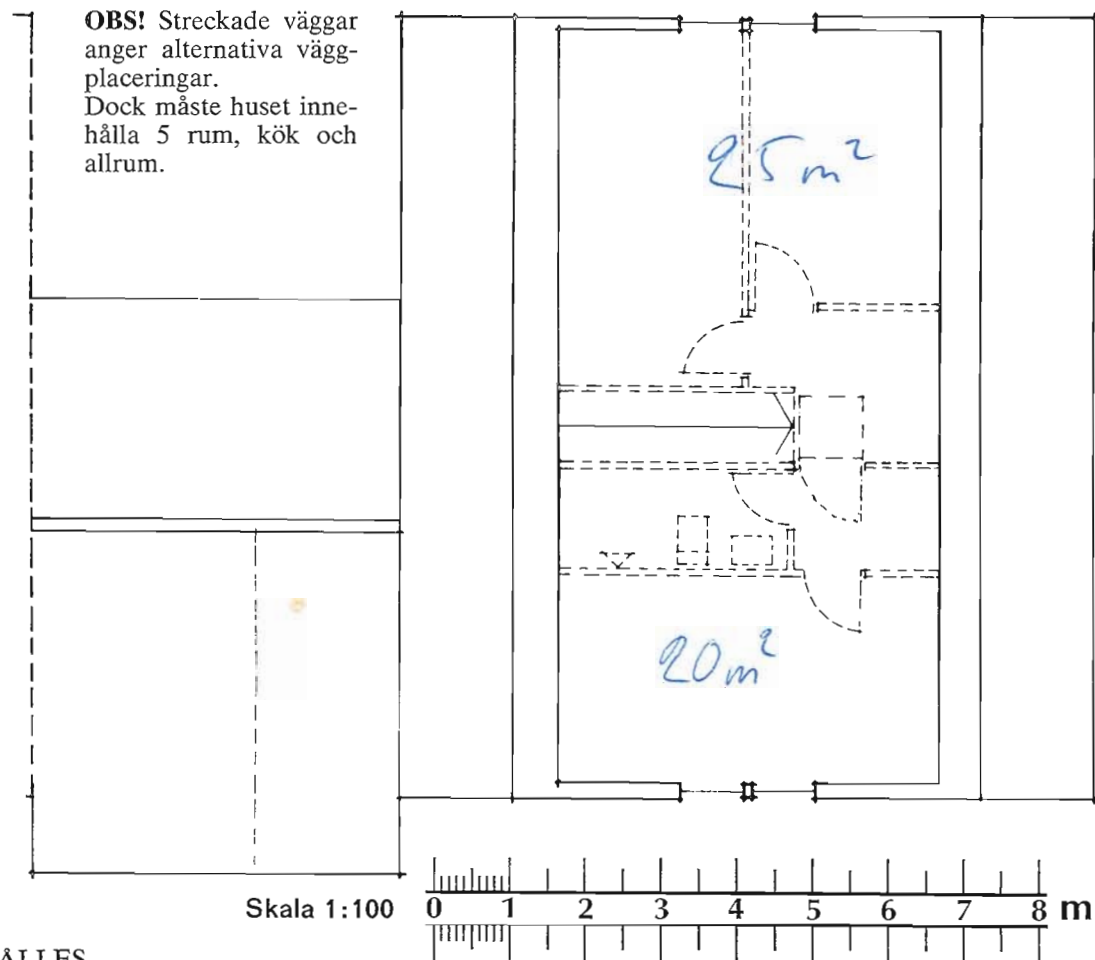 OBS! Streckade väggar
anger alternativa vägg-
placeringar.
Dock måste huset inne-
hålla 5 rum, kök och
allrum.
25 m²
20 m²
Skala 1:100
0 1 2 3 4 5 6 7 8 m